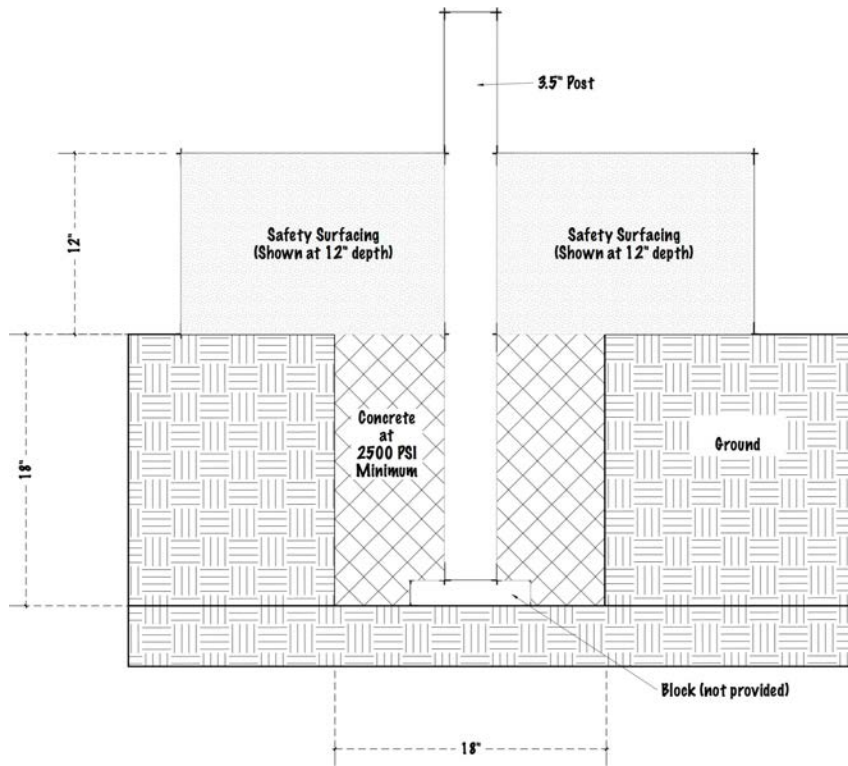 3.5" Post
Safety Surfacing
(Shown at 12" depth)
Safety Surfacing
(Shown at 12" depth)
12"
Concrete
at
2500 PSI
Minimum
Ground
18"
Block (not provided)
18"